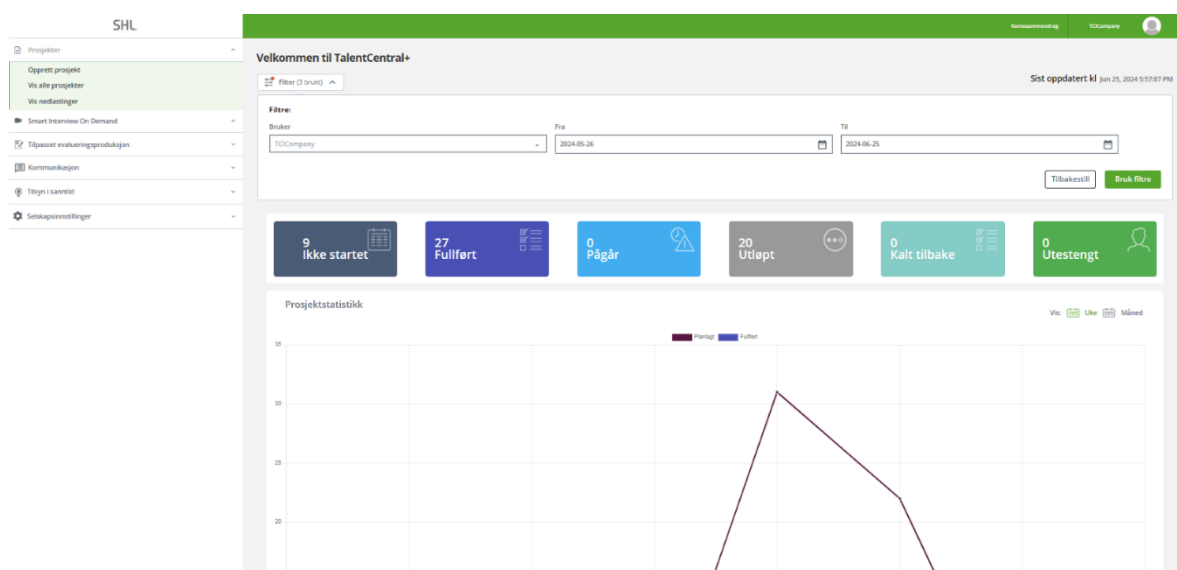 SHL.
Kontosammendrag
TCICompany
Prosjekter
Opprett prosjekt
Vis alle prosjekter
Vis nedlastinger
Smart Interview On Demand
Tilpasset evalueringsproduksjon
Kommunikasjon
Tilsyn i sanntid
Selskapsinnstillinger
Velkommen til TalentCentral+
Filter (3 brukt)
Sist oppdatert kl Jun 25, 2024 5:57:07 PM
Filtre:
Bruker
Fra
Til
TCICompany
2024-05-26
2024-06-25
Tilbakestill
Bruk filtre
9
Ikke startet
27
Fullført
0
Pågår
20
Utløpt
0
Kalt tilbake
0
Utestengt
Prosjektstatistikk
Vis: Uke Måned
Planlagt Fullført
35
30
25
20